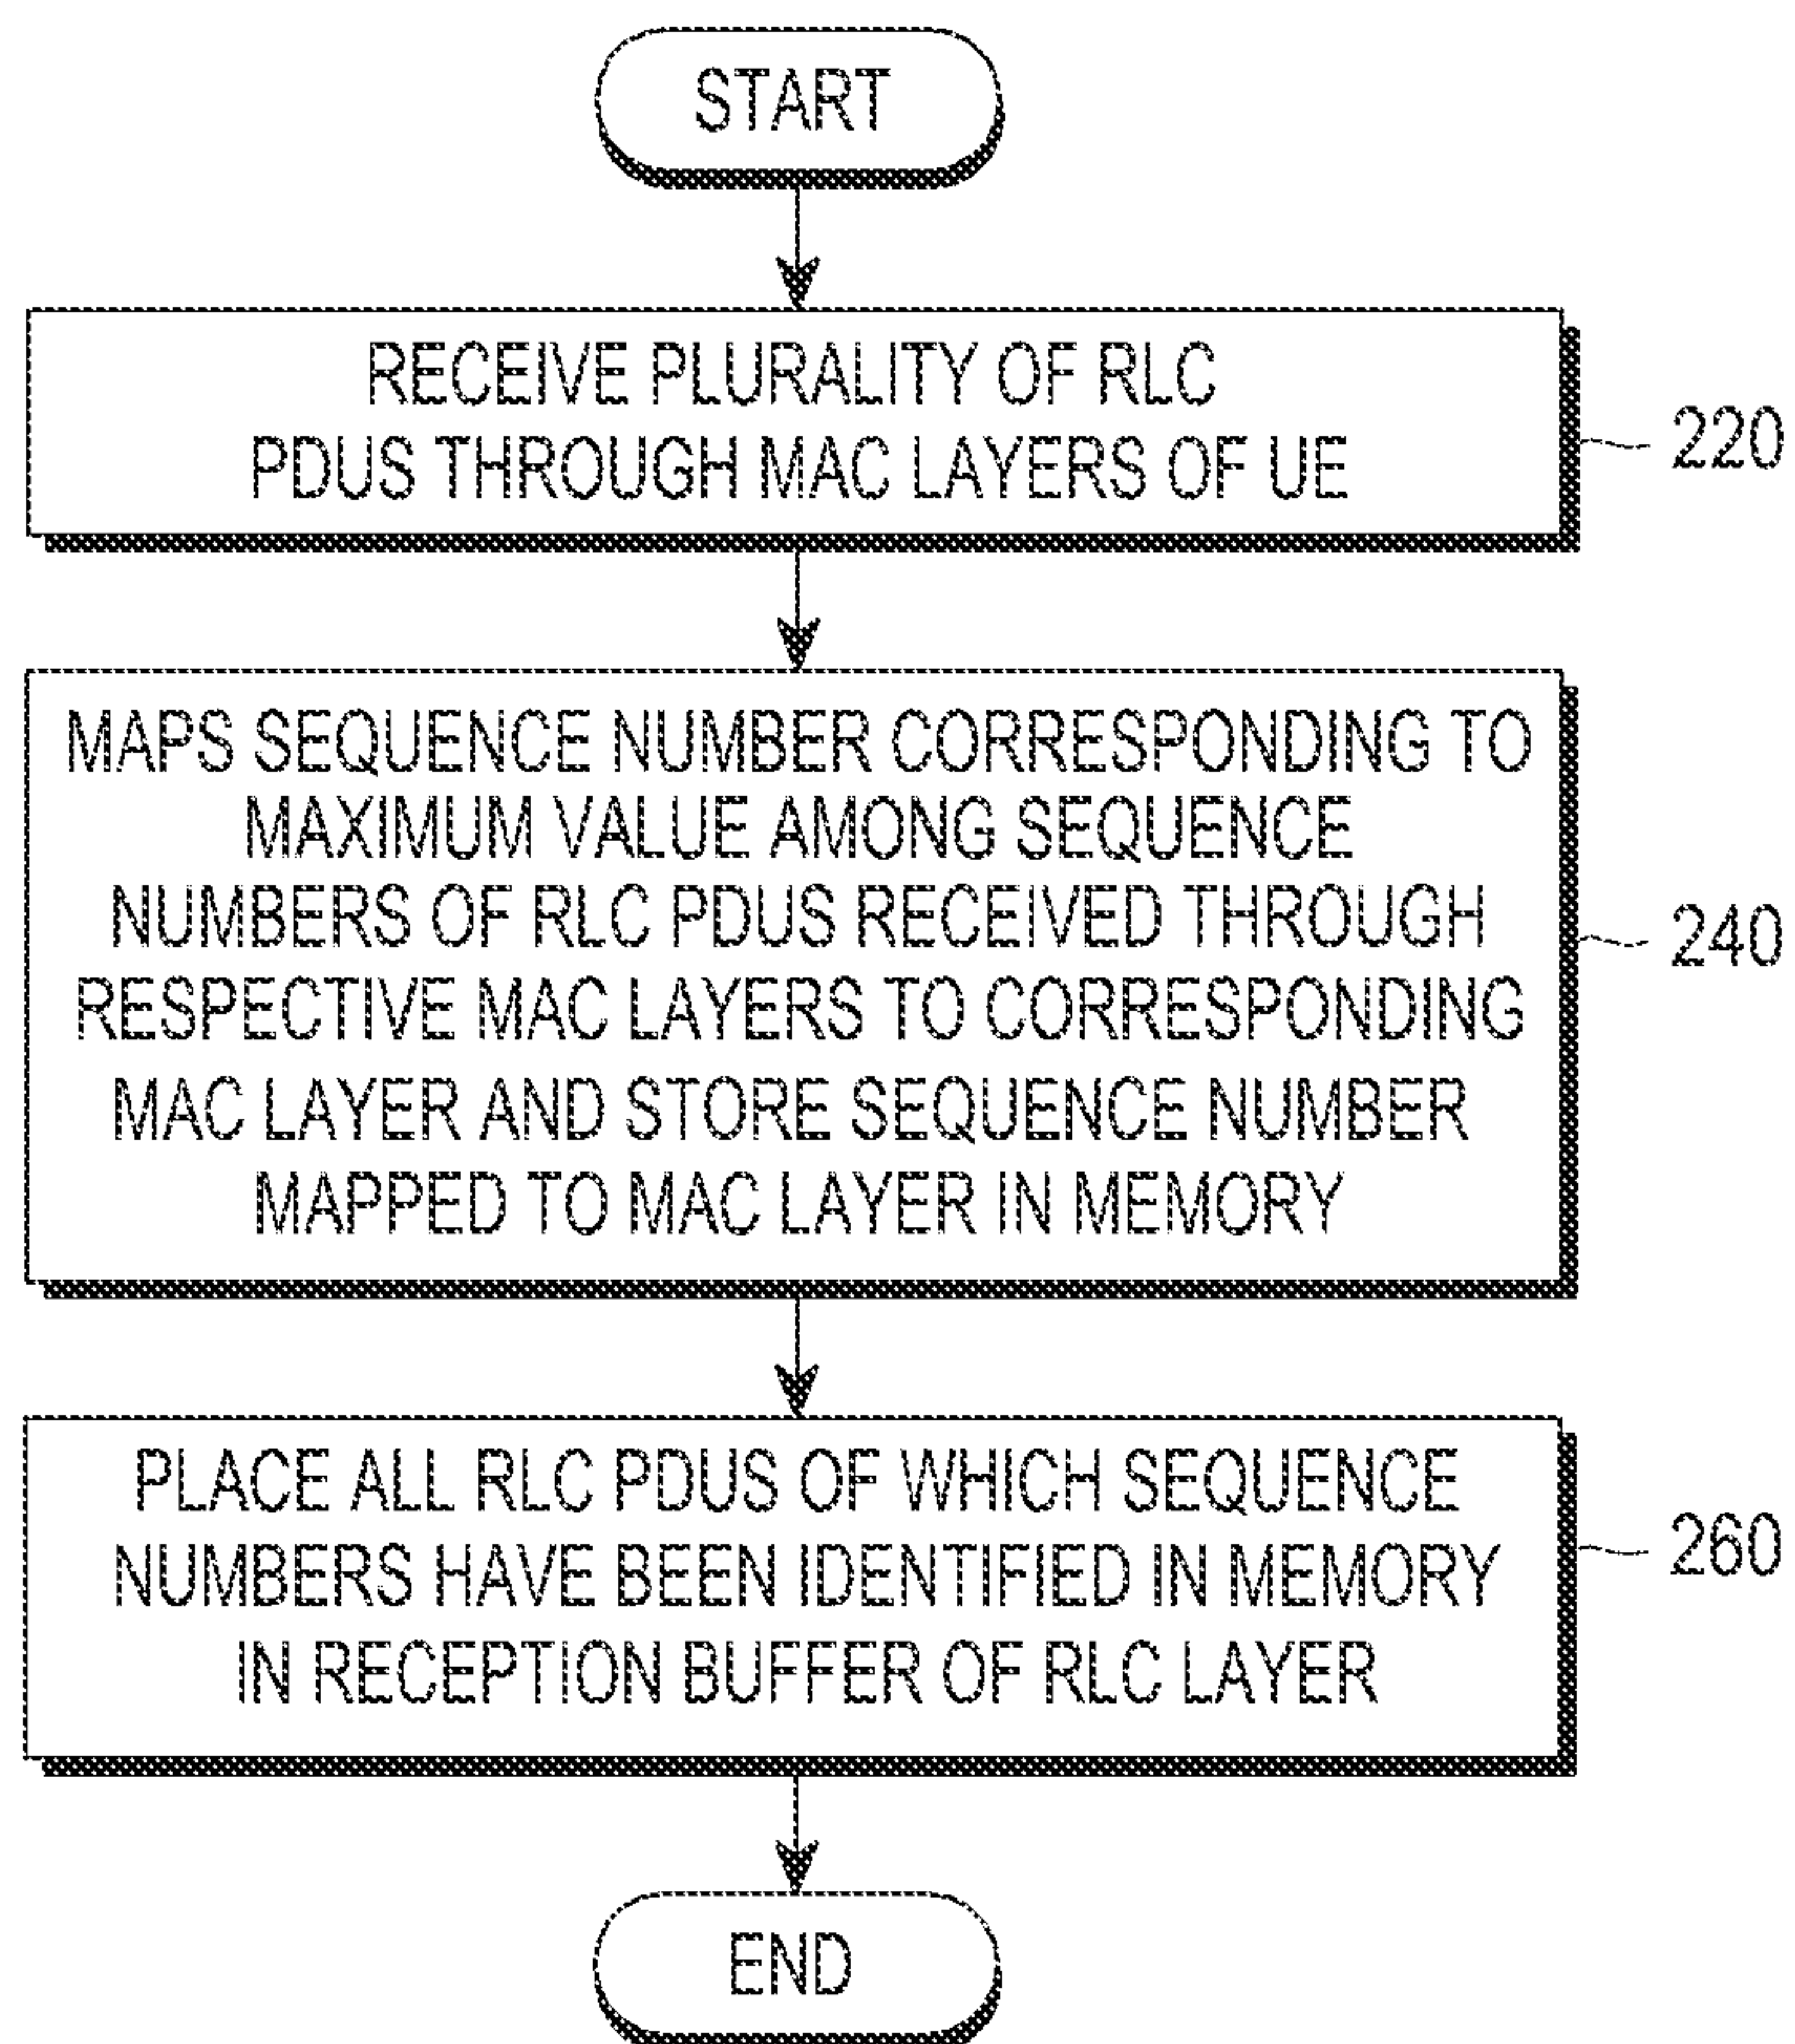 START
RECEIVE PLURALITY OF RLC
PDUS THROUGH MAC LAYERS OF UE
220
MAPS SEQUENCE NUMBER CORRESPONDING TO
MAXIMUM VALUE AMONG SEQUENCE
NUMBERS OF RLC PDUS RECEIVED THROUGH
RESPECTIVE MAC LAYERS TO CORRESPONDING
MAC LAYER AND STORE SEQUENCE NUMBER
MAPPED TO MAC LAYER IN MEMORY
240
PLACE ALL RLC PDUS OF WHICH SEQUENCE
NUMBERS HAVE BEEN IDENTIFIED IN MEMORY
IN RECEPTION BUFFER OF RLC LAYER
260
END